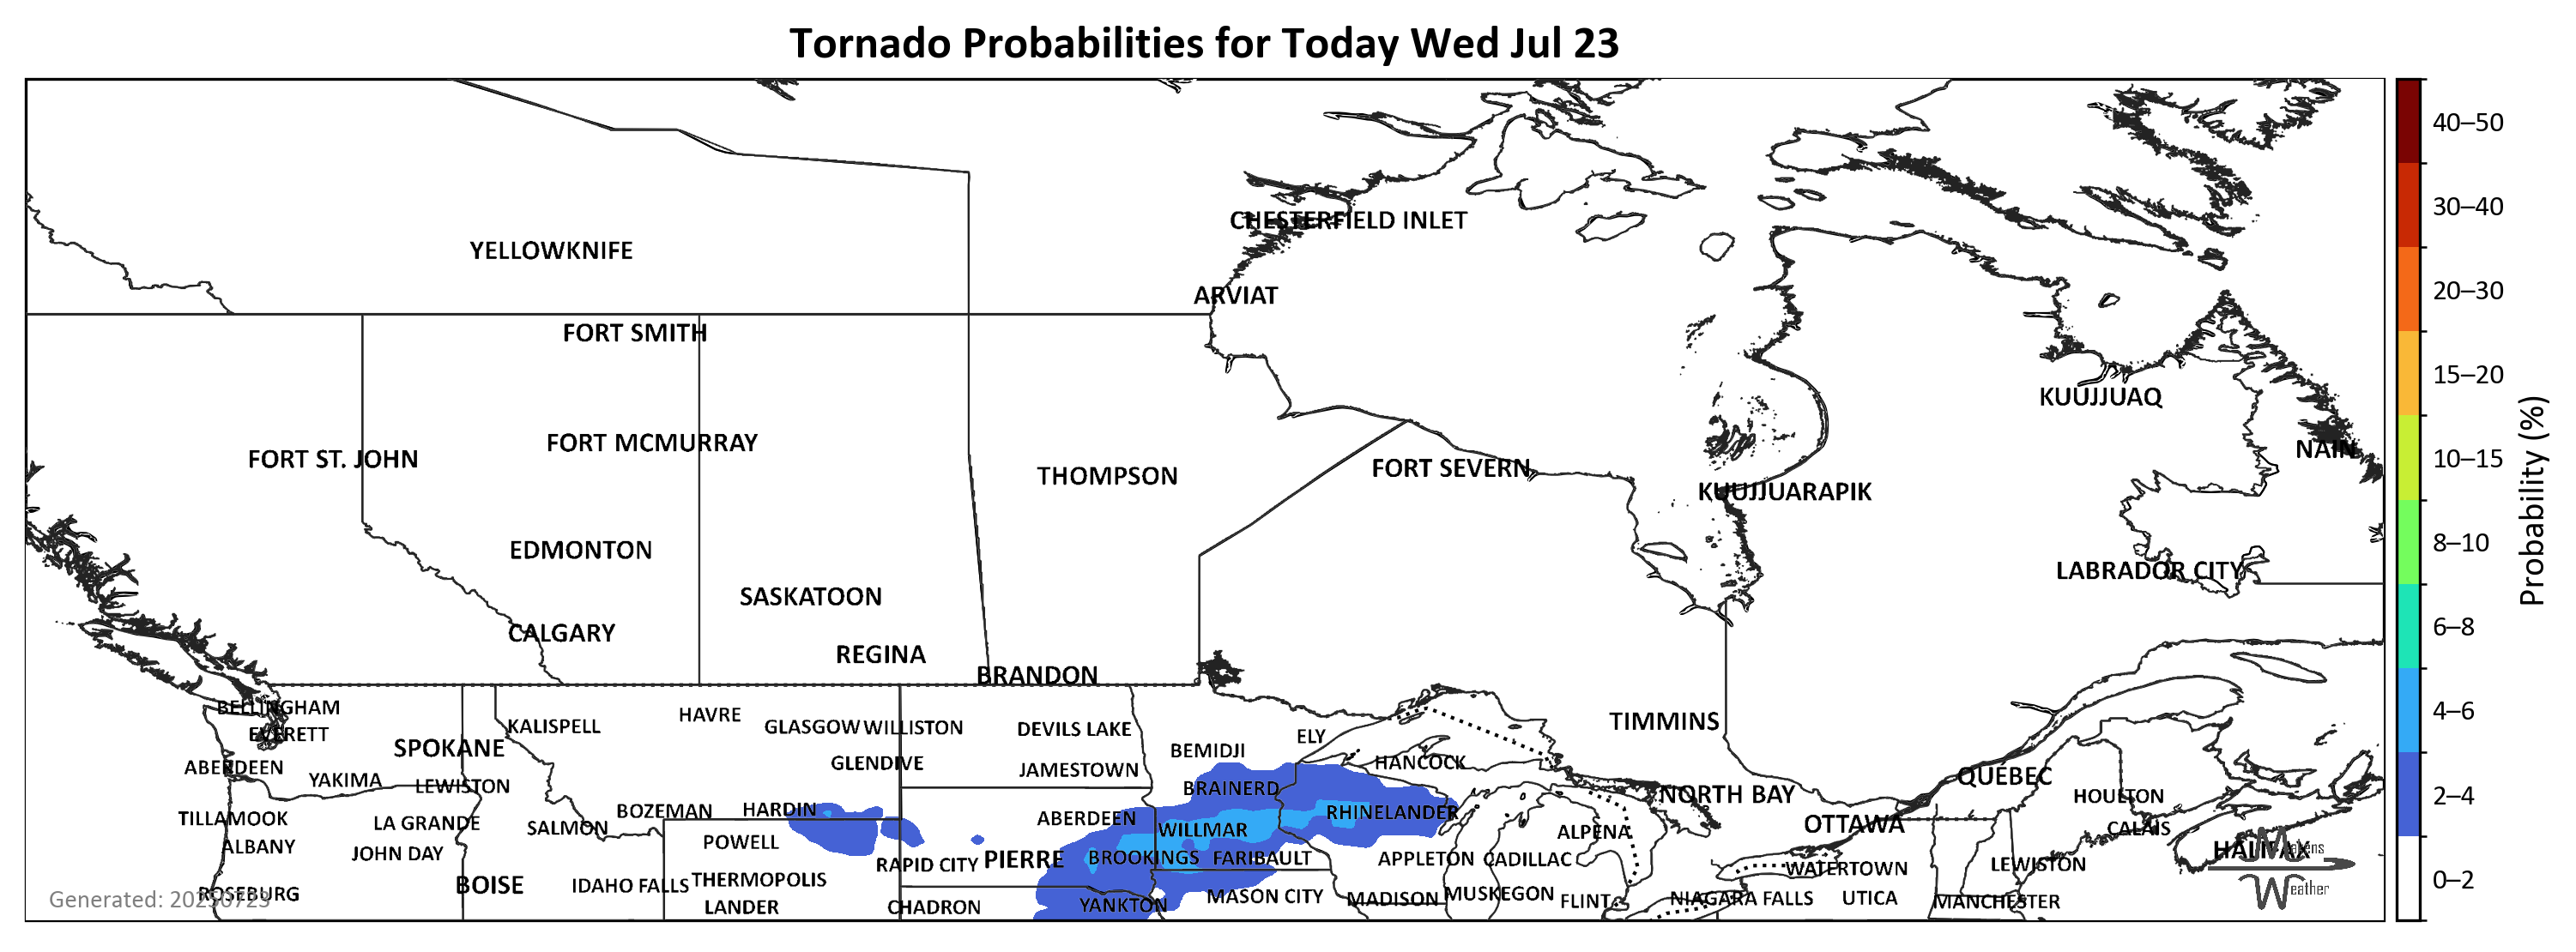 Tornado Probabilities for Today Wed Jul 23
40–50
30–40
20–30
15–20
10–15
8–10
6–8
4–6
2–4
0–2
Probability (%)
CHESTERFIELD INLET
YELLOWKNIFE
ARVIAT
FORT SMITH
KUUJJUAQ
FORT MCMURRAY
NAIN
FORT ST. JOHN
FORT SEVERN
THOMPSON
KUUJJUARAPIK
EDMONTON
LABRADOR CITY
SASKATOON
CALGARY
REGINA
BRANDON
BELLINGHAM
HAVRE
TIMMINS
KALISPELL
GLASGOW WILLISTON
DEVILS LAKE
EVERETT
ELY
SPOKANE
BEMIDJI
GLENDIVE
HANCOCK
ABERDEEN
JAMESTOWN
QUÉBEC
YAKIMA
LEWISTON
BRAINERD
NORTH BAY
HOULTON
BOZEMAN
HARDIN
RHINELANDER
TILLAMOOK
LA GRANDE
SALMON
ABERDEEN
WILLMAR
ALPENA
OTTAWA
CALAIS
ALBANY
JOHN DAY
POWELL
HALIFAX
RAPID CITY
PIERRE
BROOKINGS
FARIBAULT
APPLETON
CADILLAC
WATERTOWN
LEWISTON
BOISE
IDAHO FALLS
THERMOPOLIS
ROSEBURG
YANKTON
MASON CITY
MADISON
MUSKEGON
FLINT
NIAGARA FALLS
UTICA
MANCHESTER
LANDER
CHADRON
Generated: 20250723
eather